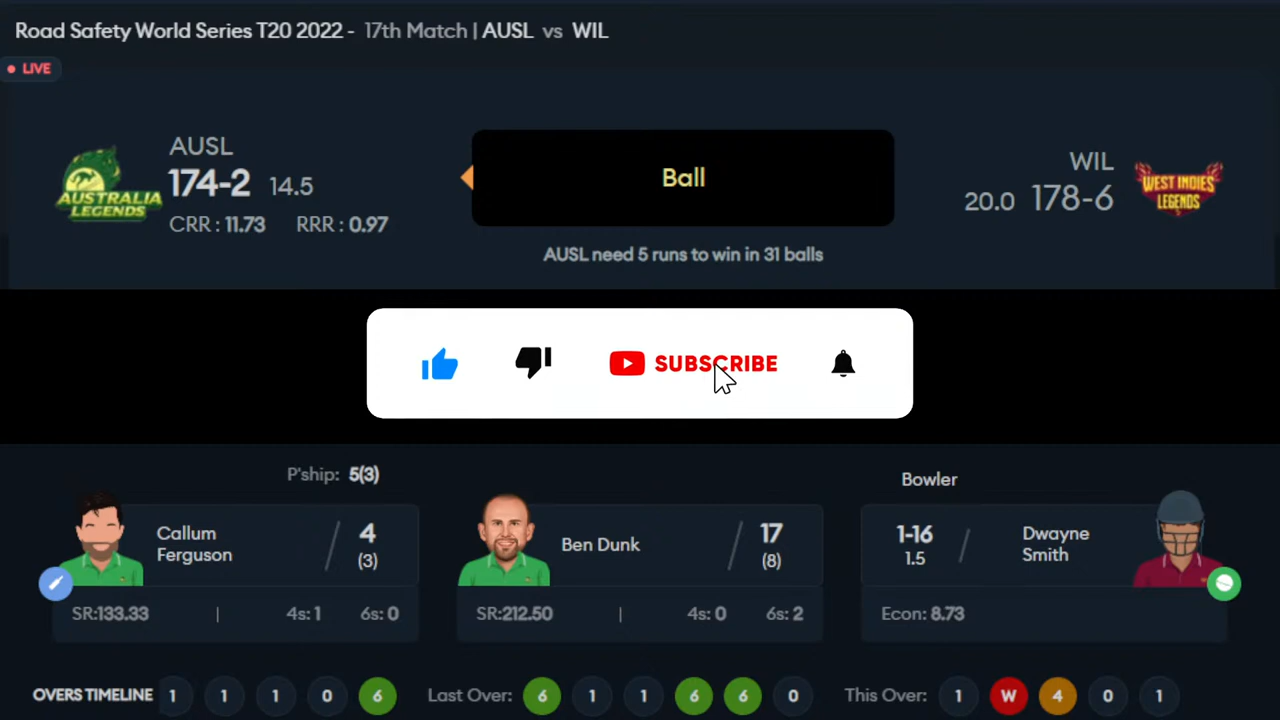 Road Safety World Series T20 2022 - 17th Match | AUSL vs WIL
LIVE
AUSTRALIA
LEGENDS
AUSL
174-2 14.5
CRR : 11.73 RRR : 0.97
Ball
AUSL need 5 runs to win in 31 balls
WIL
20.0 178-6
WEST INDIES
LEGENDS
SUBSCRIBE
P'ship: 5(3)
Callum
Ferguson
4
(3)
SR:133.33 | 4s: 1 6s: 0
Ben Dunk
17
(8)
SR:212.50 | 4s: 0 6s: 2
Bowler
1-16
1.5
Dwayne
Smith
Econ: 8.73
OVERS TIMELINE 1 1 1 0 6 Last Over: 6 1 1 6 6 0 This Over: 1 W 4 0 1